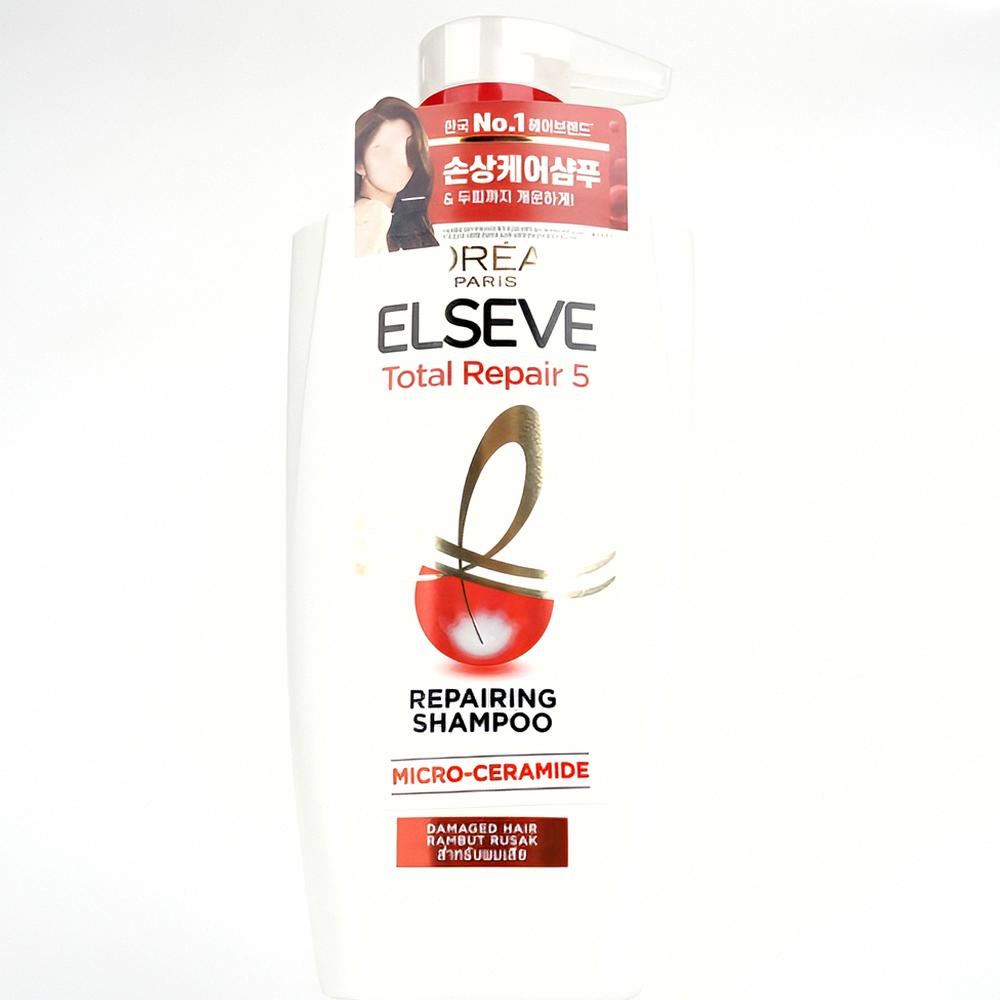 한국 No.1 헤어브랜드
손상케어샴푸
& 두피까지 개운하게!
ORÉA
PARIS
ELSEVE
Total Repair 5
REPAIRING
SHAMPOO
MICRO-CERAMIDE
DAMAGED HAIR
RAMBUT RUSAK
สำหรับผมเสีย